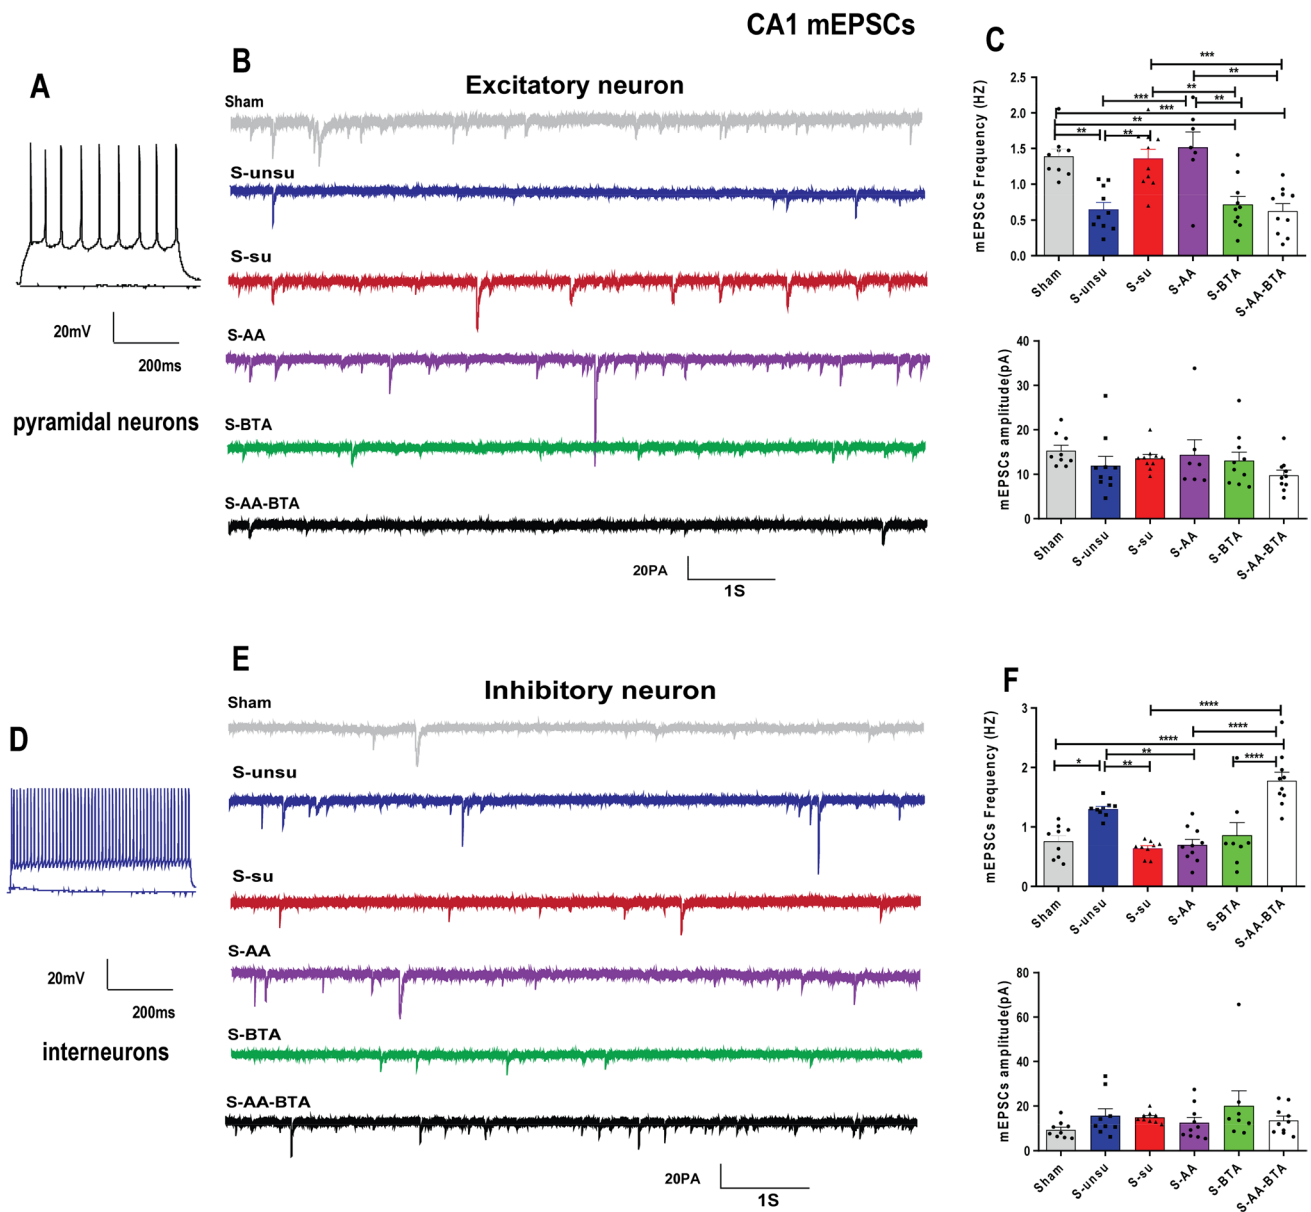 CA1 mEPSCs
A
20mV
200ms
pyramidal neurons
B
Excitatory neuron
Sham
S-unsu
S-su
S-AA
S-BTA
S-AA-BTA
20PA
1S
C
mEPSCs Frequency (HZ)
2.5
2.0
1.5
1.0
0.5
0.0
***
**
**
***
**
***
**
**
**
Sham
S-unsu
S-su
S-AA
S-BTA
S-AA-BTA
mEPSCs amplitude(pA)
40
30
20
10
0
Sham
S-unsu
S-su
S-AA
S-BTA
S-AA-BTA
D
20mV
200ms
interneurons
E
Inhibitory neuron
Sham
S-unsu
S-su
S-AA
S-BTA
S-AA-BTA
20PA
1S
F
mEPSCs Frequency (HZ)
3
2
1
0
****
****
****
**
*
**
****
Sham
S-unsu
S-su
S-AA
S-BTA
S-AA-BTA
mEPSCs amplitude(pA)
80
60
40
20
0
Sham
S-unsu
S-su
S-AA
S-BTA
S-AA-BTA